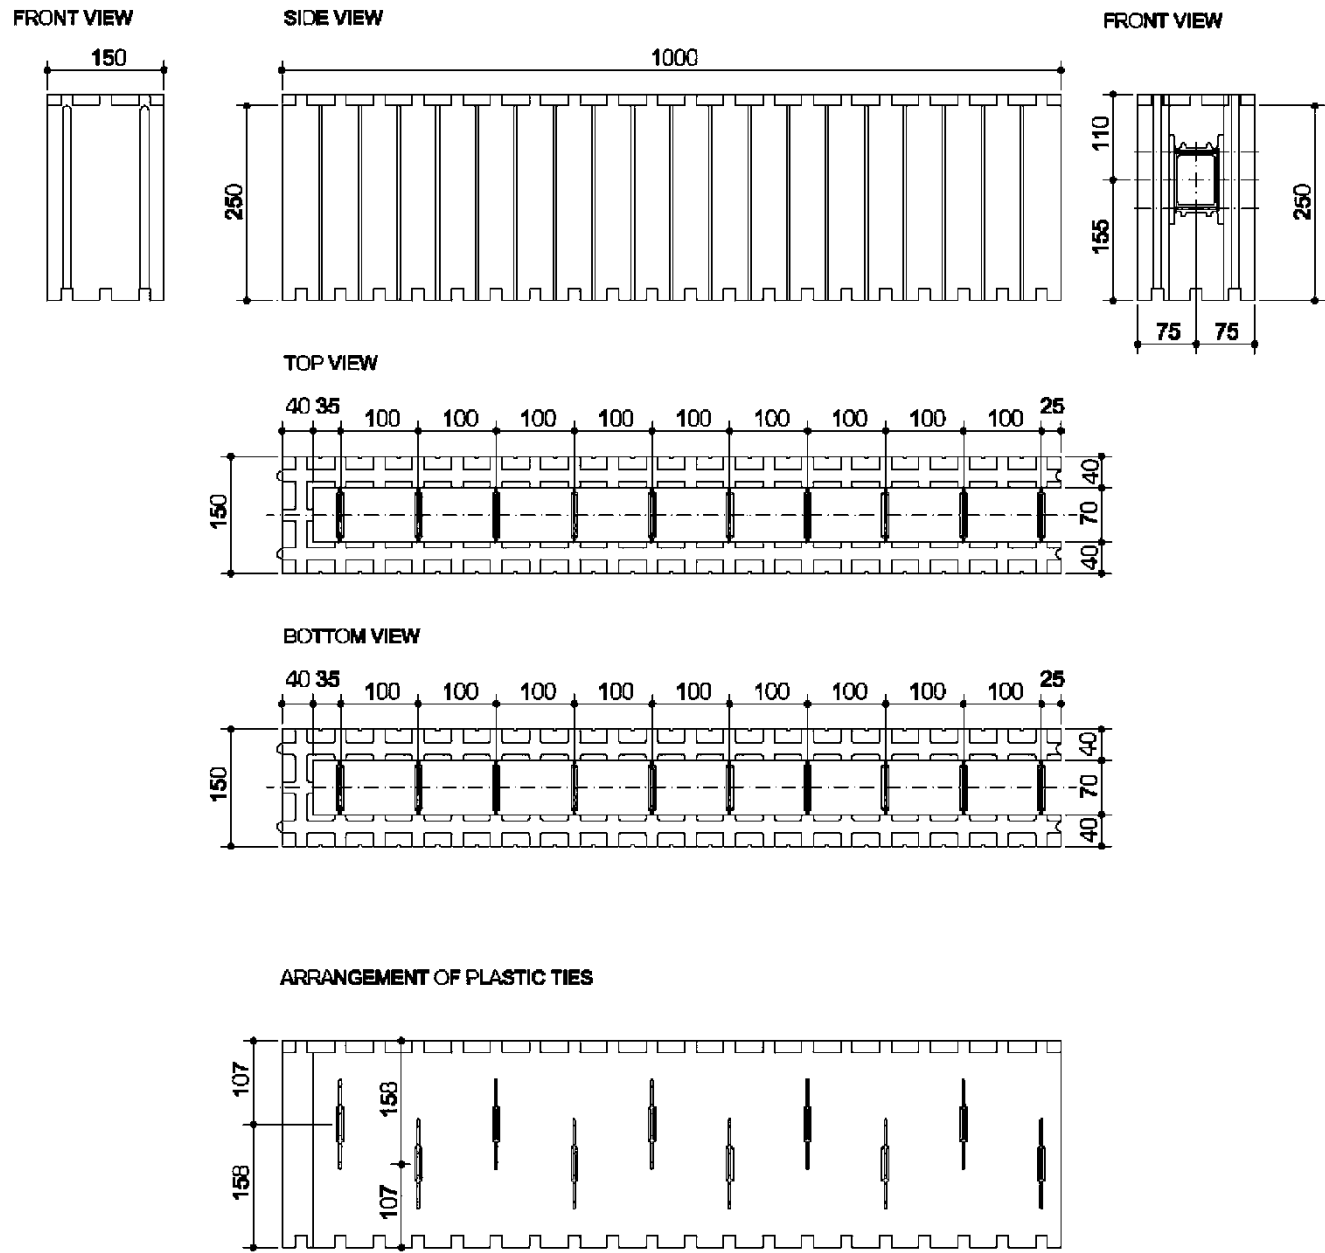 FRONT VIEW
SIDE VIEW
FRONT VIEW
150
1000
250
110
155
250
75 75
TOP VIEW
40 35 100 100 100 100 100 100 100 100 100 25
150
40
70
40
BOTTOM VIEW
40 35 100 100 100 100 100 100 100 100 100 25
150
40
70
40
ARRANGEMENT OF PLASTIC TIES
107
158
158
107